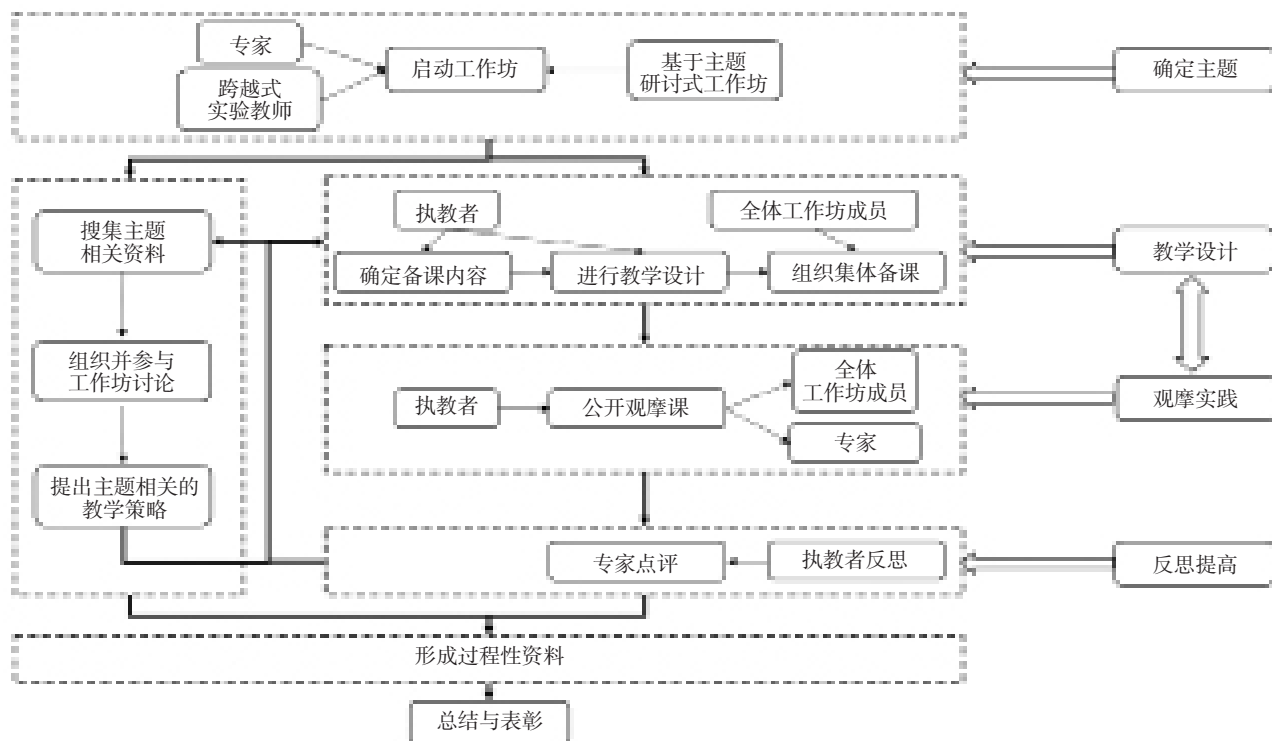 专家
跨越式
实验教师
启动工作坊
基于主题
研讨式工作坊
确定主题
搜集主题
相关资料
组织并参与
工作坊讨论
提出主题相关的
教学策略
执教者
全体工作坊成员
确定备课内容
进行教学设计
组织集体备课
教学设计
执教者
公开观摩课
全体
工作坊成员
专家
观摩实践
专家点评
执教者反思
反思提高
形成过程性资料
总结与表彰